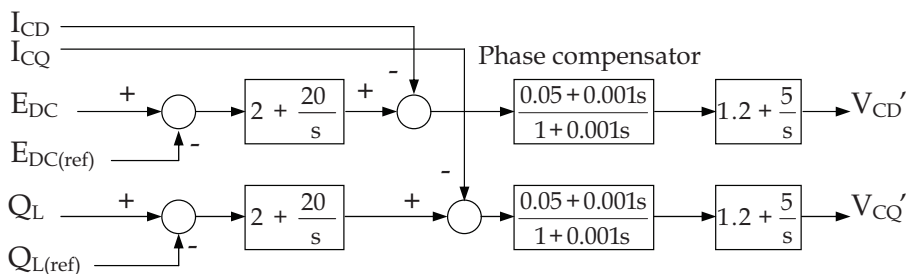 I_CD
I_CQ
Phase compensator
-
E_DC + 2 + 20/s + (0.05 + 0.001s)/(1 + 0.001s) 1.2 + 5/s V_CD'
E_DC(ref) -
-
Q_L + 2 + 20/s + (0.05 + 0.001s)/(1 + 0.001s) 1.2 + 5/s V_CQ'
Q_L(ref) -